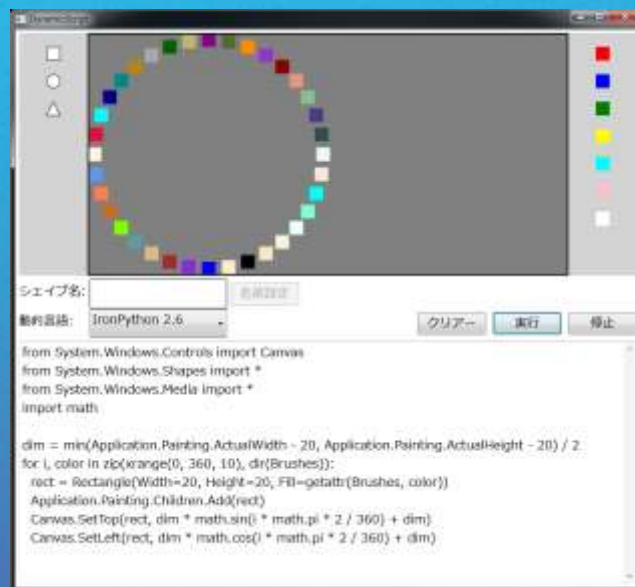 DynamicScript
シェイプ名:
名前設定
動的言語: IronPython 2.6
クリアー 実行 停止
from System.Windows.Controls import Canvas
from System.Windows.Shapes import *
from System.Windows.Media import *
import math
dim = min(Application.Painting.ActualWidth - 20, Application.Painting.ActualHeight - 20) / 2
for i, color in zip(xrange(0, 360, 10), dir(Brushes)):
rect = Rectangle(Width=20, Height=20, Fill=getattr(Brushes, color))
Application.Painting.Children.Add(rect)
Canvas.SetTop(rect, dim * math.sin(i * math.pi * 2 / 360) + dim)
Canvas.SetLeft(rect, dim * math.cos(i * math.pi * 2 / 360) + dim)